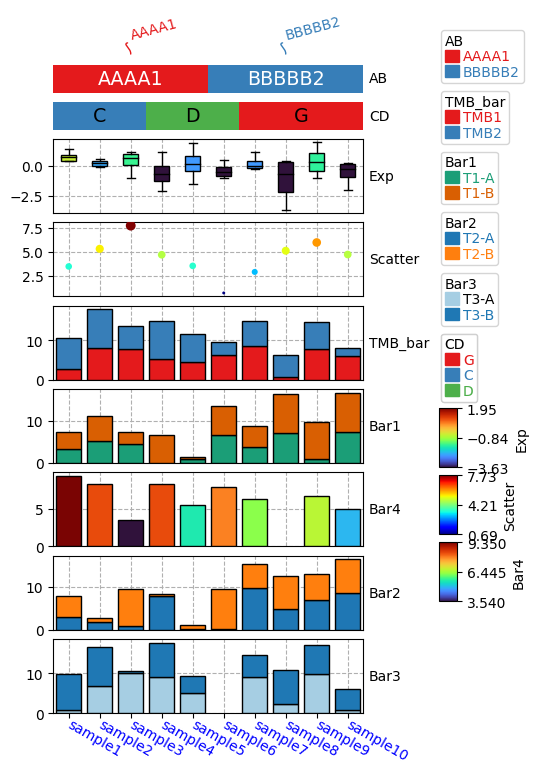 AAAA1
BBBBB2
AAAA1
BBBBB2
AB
C
D
G
CD
0.0
−2.5
Exp
7.5
5.0
2.5
Scatter
10
0
TMB_bar
10
0
Bar1
5
0
Bar4
10
0
Bar2
10
0
Bar3
sample1
sample2
sample3
sample4
sample5
sample6
sample7
sample8
sample9
sample10
AB
AAAA1
BBBBB2
TMB_bar
TMB1
TMB2
Bar1
T1-A
T1-B
Bar2
T2-A
T2-B
Bar3
T3-A
T3-B
CD
G
C
D
1.95
−0.84
−3.63
Exp
7.73
4.21
0.69
Scatter
9.350
6.445
3.540
Bar4